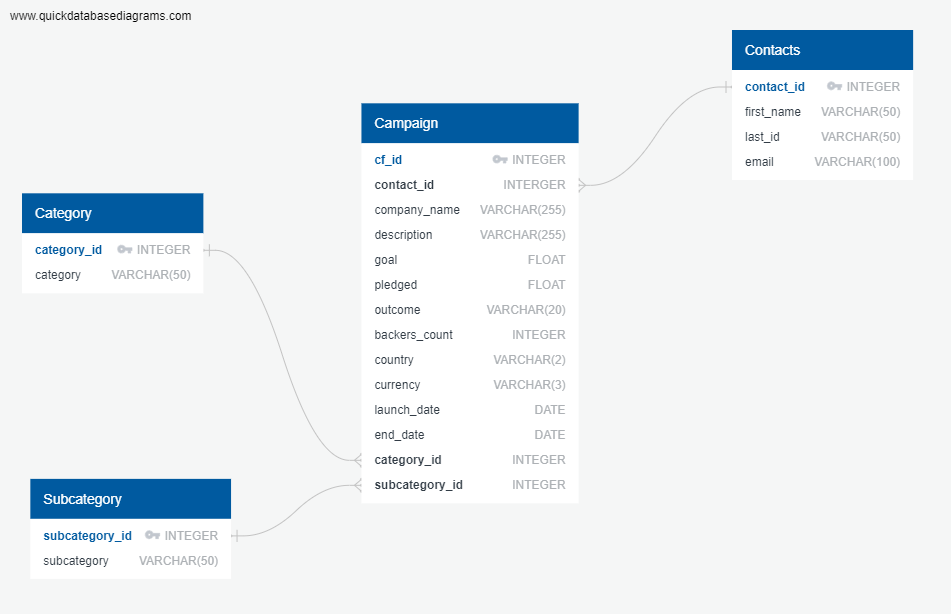 www.quickdatabasediagrams.com
Contacts
contact_id INTEGER
first_name VARCHAR(50)
last_id VARCHAR(50)
email VARCHAR(100)
Campaign
cf_id INTEGER
contact_id INTERGER
company_name VARCHAR(255)
description VARCHAR(255)
goal FLOAT
pledged FLOAT
outcome VARCHAR(20)
backers_count INTEGER
country VARCHAR(2)
currency VARCHAR(3)
launch_date DATE
end_date DATE
category_id INTEGER
subcategory_id INTEGER
Category
category_id INTEGER
category VARCHAR(50)
Subcategory
subcategory_id INTEGER
subcategory VARCHAR(50)